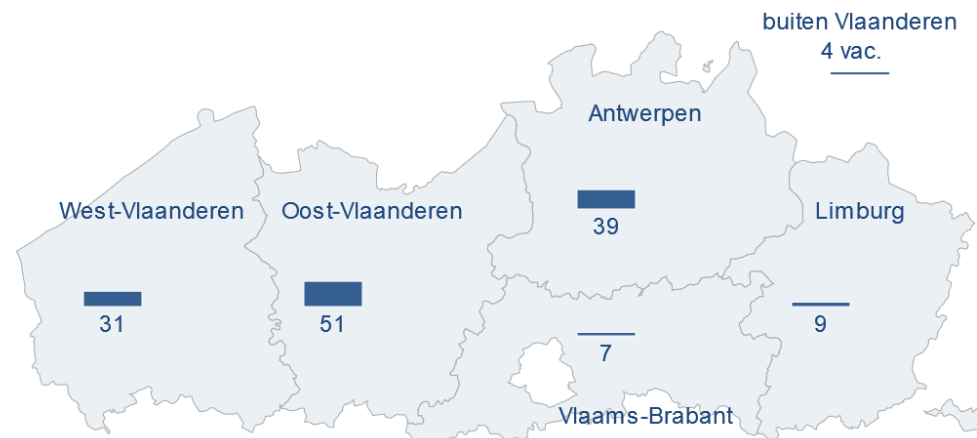 buiten Vlaanderen
4 vac.
Antwerpen
39
West-Vlaanderen
31
Oost-Vlaanderen
51
Limburg
9
7
Vlaams-Brabant